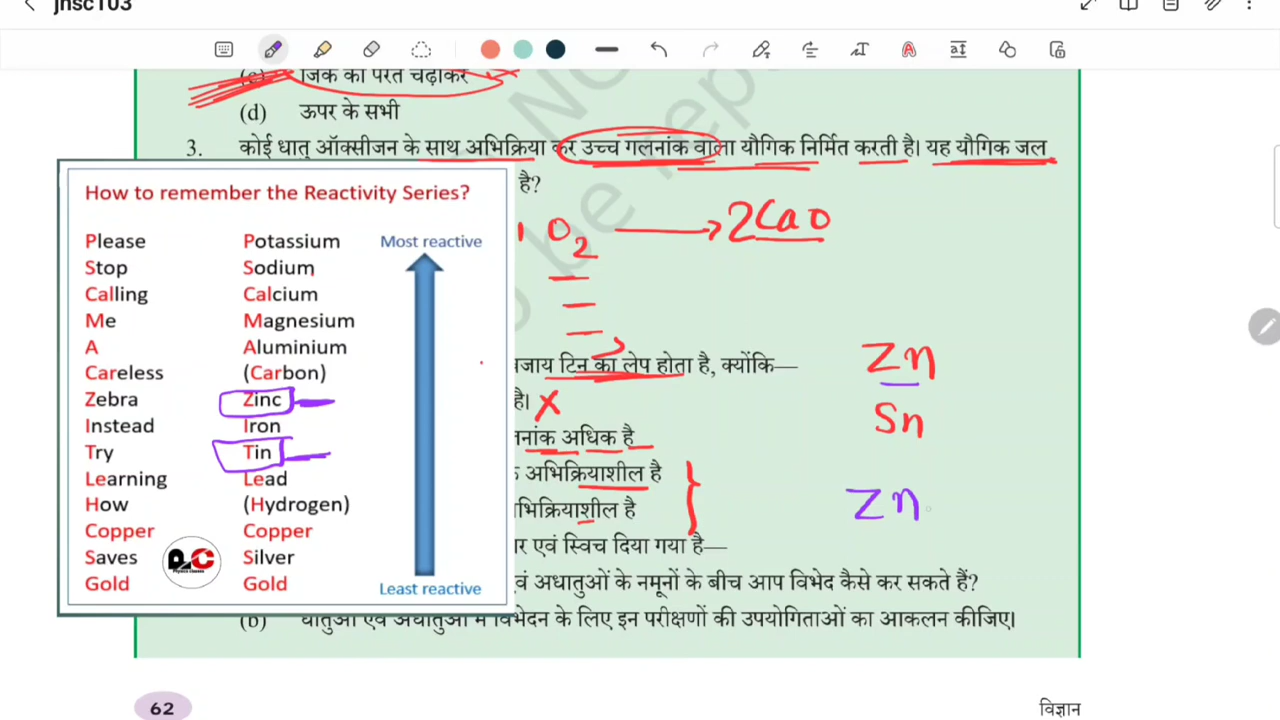 jhsc103
(c) जिंक की परत चढ़ाकर
(d) ऊपर के सभी
3. कोई धातु ऑक्सीजन के साथ अभिक्रिया कर उच्च गलनांक वाला यौगिक निर्मित करती है। यह यौगिक जल
है?
O2 → 2CaO
How to remember the Reactivity Series?
Please Potassium Most reactive
Stop Sodium
Calling Calcium
Me Magnesium
A Aluminium
Careless (Carbon)
Zebra Zinc
Instead Iron
Try Tin
Learning Lead
How (Hydrogen)
Copper Copper
Saves Silver
Gold Gold Least reactive
टिन का लेप होता है, क्योंकि—
है।
अधिक है
अभिक्रियाशील है
है
एवं स्विच दिया गया है—
अधातुओं के नमूनों के बीच आप विभेद कैसे कर सकते हैं?
(b) धातुओं एवं अधातुओं में विभेदन के लिए इन परीक्षणों की उपयोगिताओं का आकलन कीजिए।
Zn
Sn
Zn
62 विज्ञान